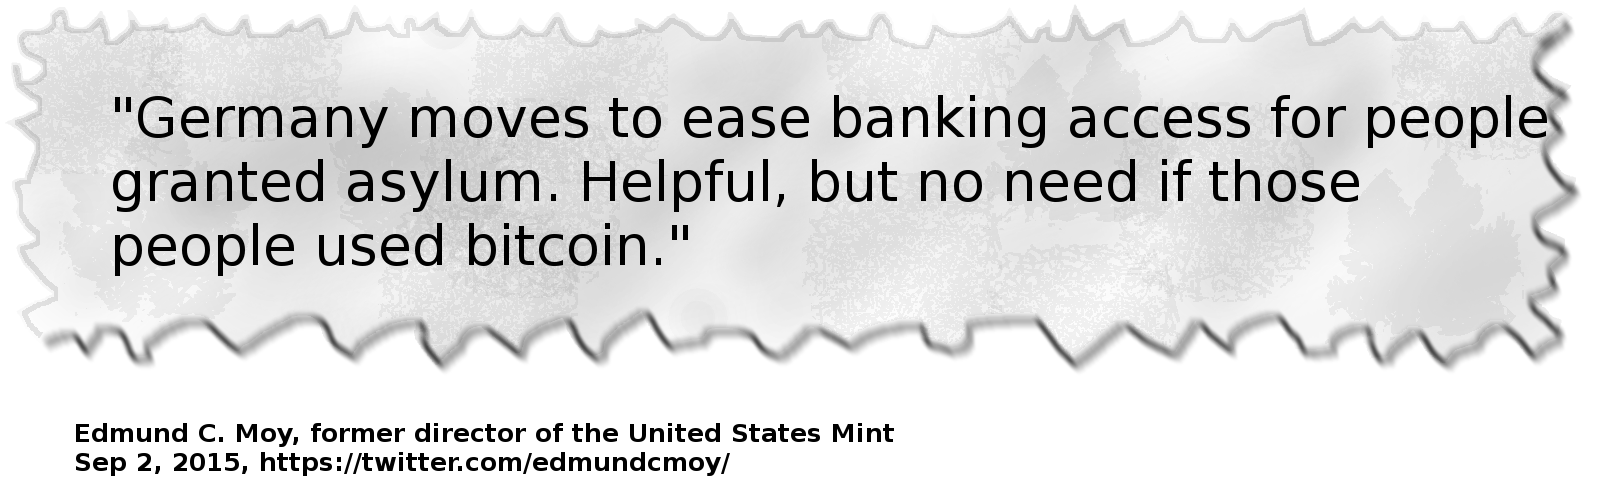 "Germany moves to ease banking access for people
granted asylum. Helpful, but no need if those
people used bitcoin."
Edmund C. Moy, former director of the United States Mint
Sep 2, 2015, https://twitter.com/edmundcmoy/